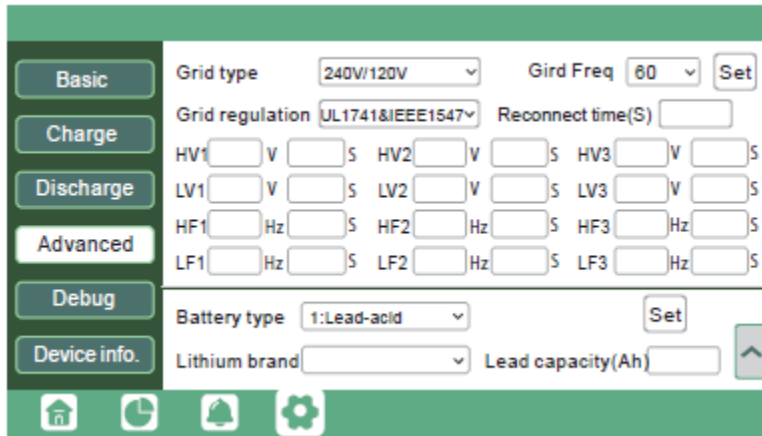 Basic
Charge
Discharge
Advanced
Debug
Device info.
Grid type 240V/120V Gird Freq 60 Set
Grid regulation UL1741&IEEE1547 Reconnect time(S)
HV1 V S HV2 V S HV3 V S
LV1 V S LV2 V S LV3 V S
HF1 Hz S HF2 Hz S HF3 Hz S
LF1 Hz S LF2 Hz S LF3 Hz S
Battery type 1:Lead-acid Set
Lithium brand Lead capacity(Ah)